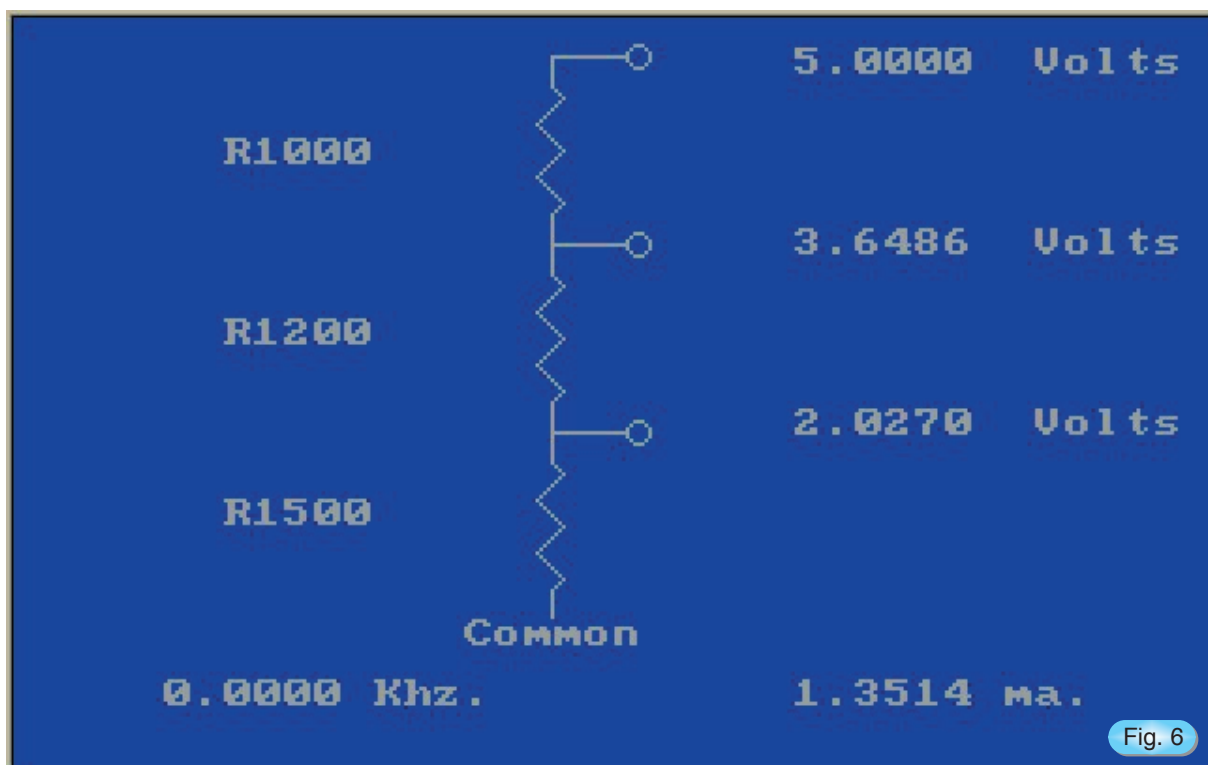 5.0000 Volts
R1000
3.6486 Volts
R1200
2.0270 Volts
R1500
Common
0.0000 Khz. 1.3514 ma.
Fig. 6